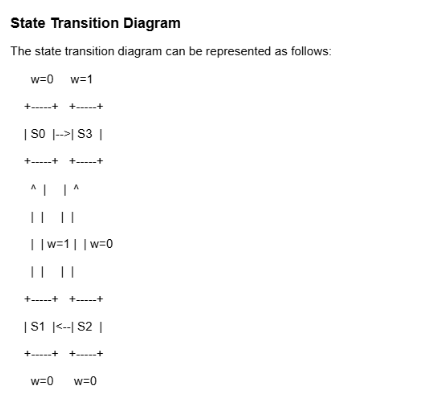 State Transition Diagram
The state transition diagram can be represented as follows:
w=0 w=1
+-----+ +-----+
| S0 |-->| S3 |
+-----+ +-----+
^ | | ^
| | | |
| | w=1 | | w=0
| | | |
+-----+ +-----+
| S1 |<--| S2 |
+-----+ +-----+
w=0 w=0